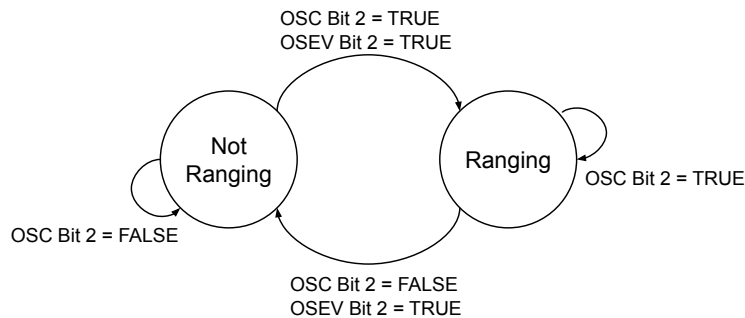 OSC Bit 2 = TRUE
OSEV Bit 2 = TRUE
Not
Ranging
Ranging
OSC Bit 2 = TRUE
OSC Bit 2 = FALSE
OSC Bit 2 = FALSE
OSEV Bit 2 = TRUE